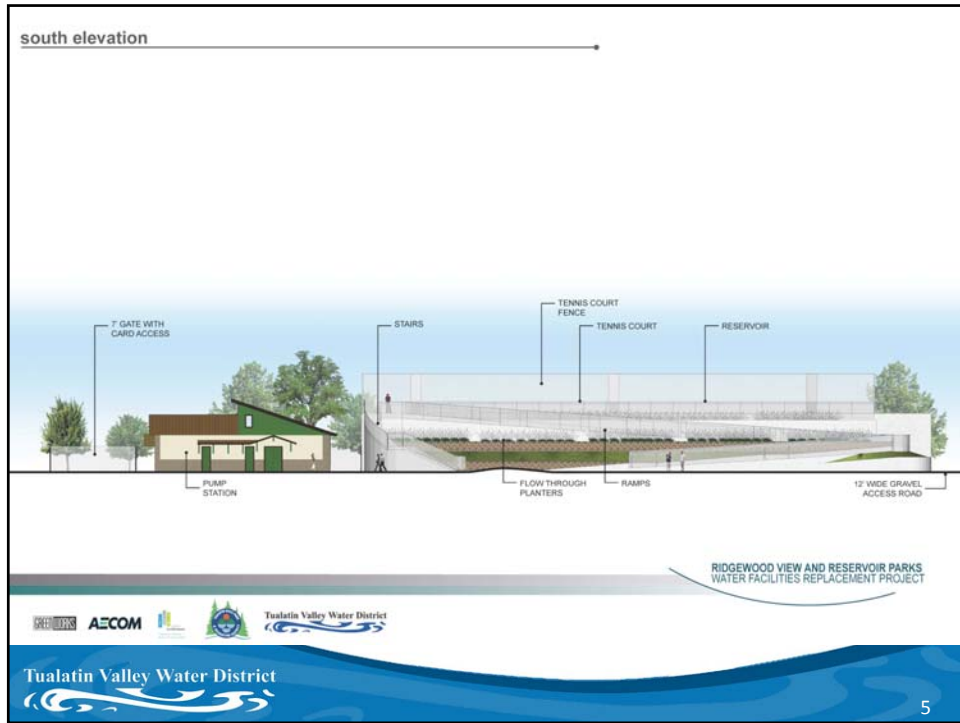 south elevation
7' GATE WITH
CARD ACCESS
STAIRS
TENNIS COURT
FENCE
TENNIS COURT
RESERVOIR
PUMP
STATION
FLOW THROUGH
PLANTERS
RAMPS
12' WIDE GRAVEL
ACCESS ROAD
RIDGEWOOD VIEW AND RESERVOIR PARKS
WATER FACILITIES REPLACEMENT PROJECT
GREENWORKS
AECOM
Tualatin Valley Water District
Tualatin Valley Water District
5